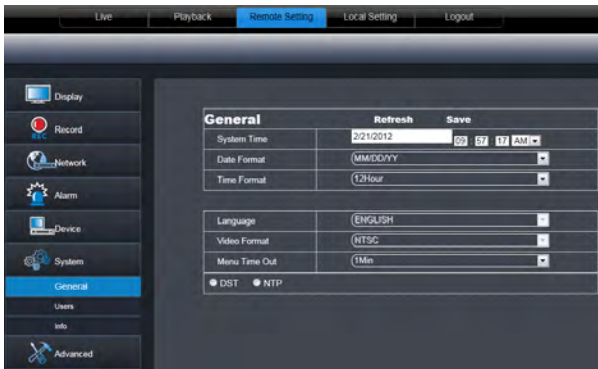 Live Playback Remote Setting Local Setting Logout
Display
REC Record
Network
Alarm
Device
System
General
Users
Info
Advanced
General Refresh Save
System Time 2/21/2012 09 : 57 : 17 AM
Date Format MM/DD/YY
Time Format 12Hour
Language ENGLISH
Video Format NTSC
Menu Time Out 1Min
DST NTP